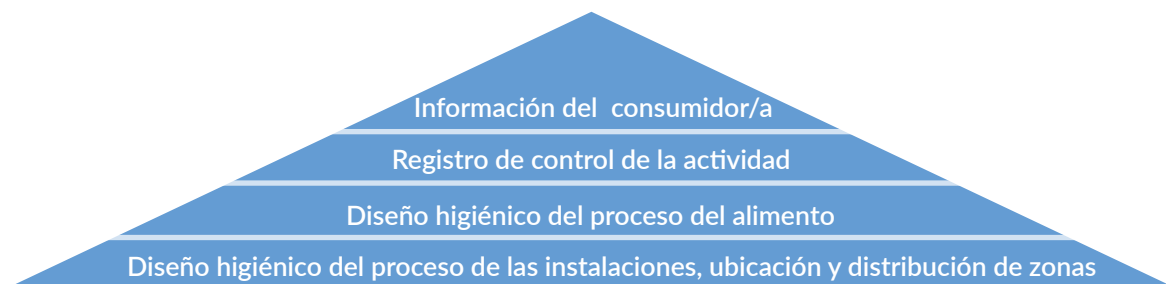 Información del consumidor/a
Registro de control de la actividad
Diseño higiénico del proceso del alimento
Diseño higiénico del proceso de las instalaciones, ubicación y distribución de zonas